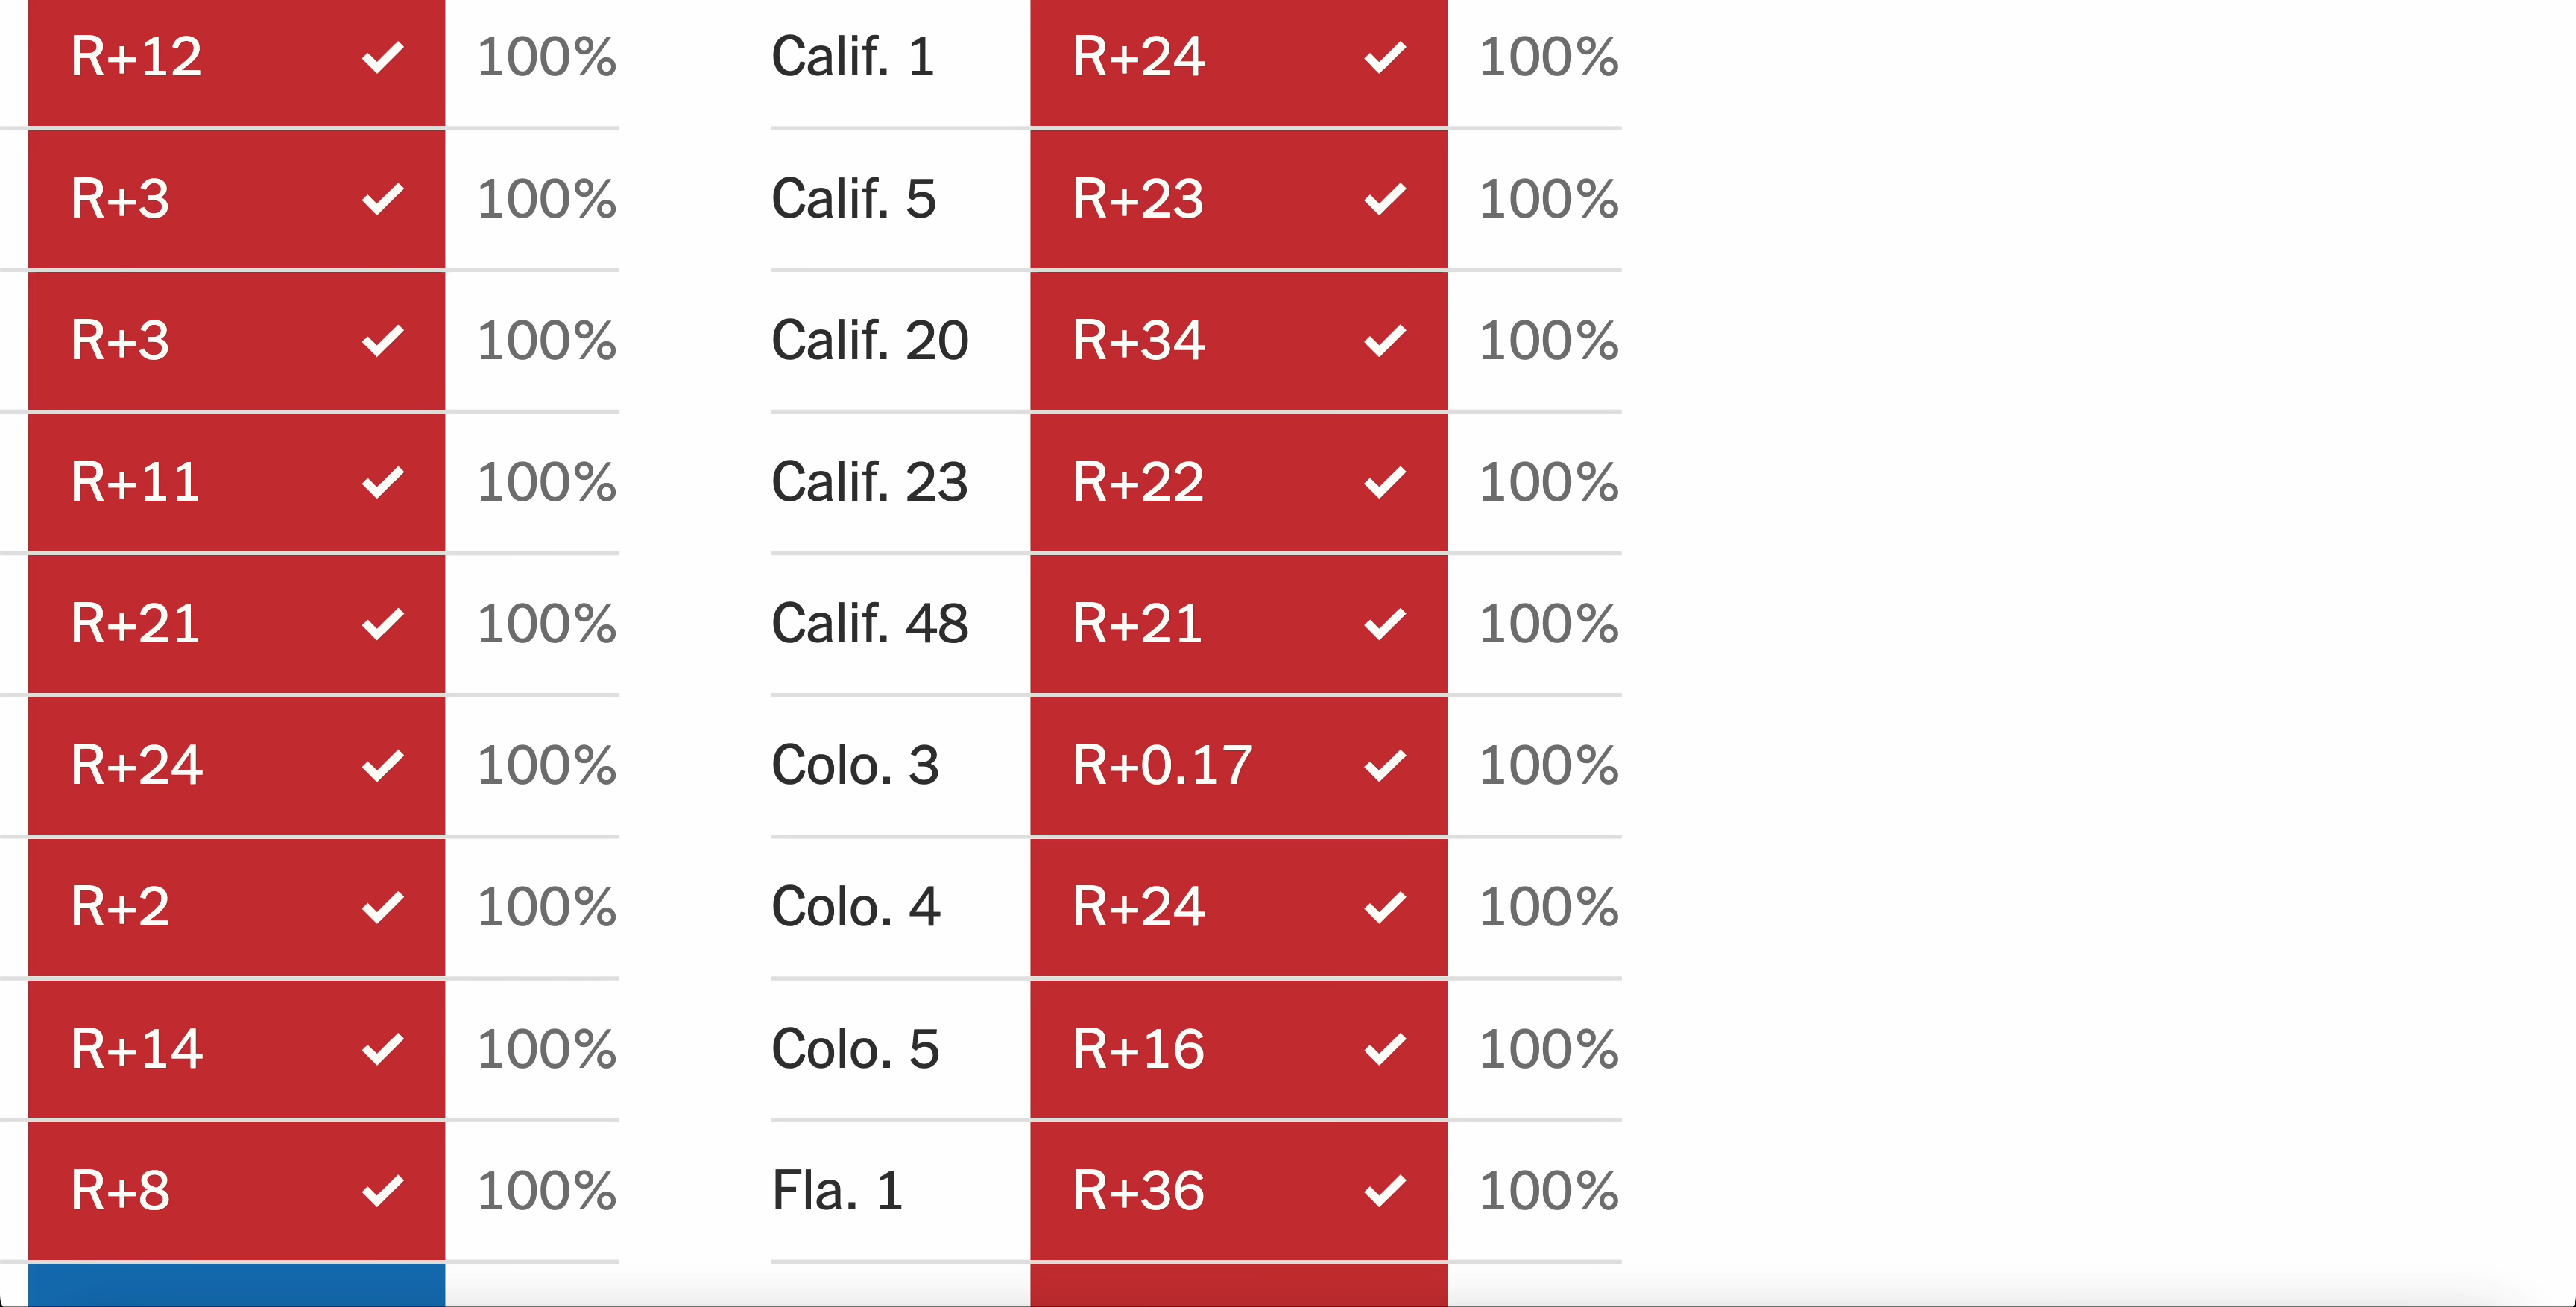 R+12 100% Calif. 1 R+24 100%
R+3 100% Calif. 5 R+23 100%
R+3 100% Calif. 20 R+34 100%
R+11 100% Calif. 23 R+22 100%
R+21 100% Calif. 48 R+21 100%
R+24 100% Colo. 3 R+0.17 100%
R+2 100% Colo. 4 R+24 100%
R+14 100% Colo. 5 R+16 100%
R+8 100% Fla. 1 R+36 100%